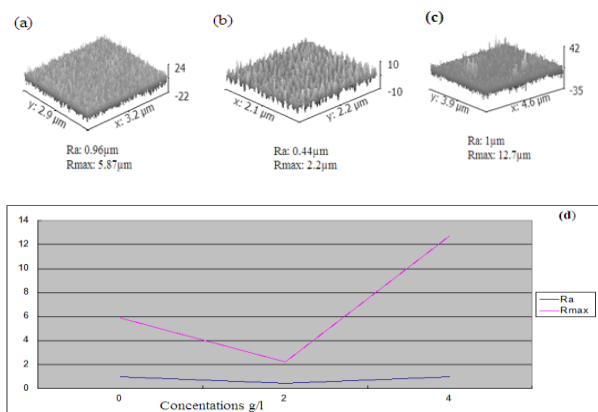 (a)
24
-22
y: 2.9 µm
x: 3.2 µm
Ra: 0.96µm
Rmax: 5.87µm
(b)
10
-10
x: 2.1 µm
y: 2.2 µm
Ra: 0.44µm
Rmax: 2.2µm
(c)
42
-35
y: 3.9 µm
x: 4.6 µm
Ra: 1µm
Rmax: 12.7µm
(d)
14
12
10
8
6
4
2
0
0 2 4
Concentations g/l
Ra
Rmax